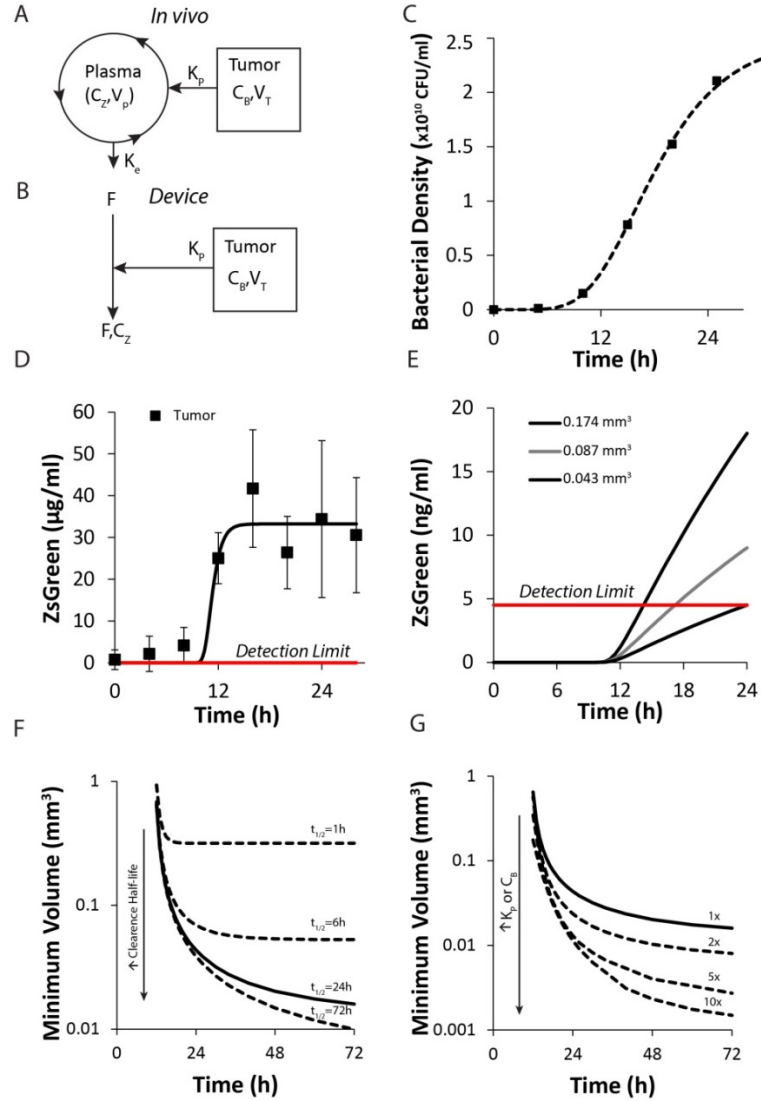 A
In vivo
Plasma
(C_Z,V_p)
K_p
Tumor
C_B,V_T
K_e
B
F
Device
K_p
Tumor
C_B,V_T
F,C_Z
C
Bacterial Density (x10^10 CFU/ml)
2.5
2
1.5
1
0.5
0
0
12
24
Time (h)
D
ZsGreen (µg/ml)
60
50
40
30
20
10
0
Tumor
Detection Limit
0
12
24
Time (h)
E
ZsGreen (ng/ml)
20
15
10
5
0
0.174 mm³
0.087 mm³
0.043 mm³
Detection Limit
0
6
12
18
24
Time (h)
F
Minimum Volume (mm³)
1
0.1
0.01
↑ Clearence Half-life
t_1/2=1h
t_1/2=6h
t_1/2=24h
t_1/2=72h
0
24
48
72
Time (h)
G
Minimum Volume (mm³)
1
0.1
0.01
0.001
↑ K_p or C_B
1x
2x
5x
10x
0
24
48
72
Time (h)